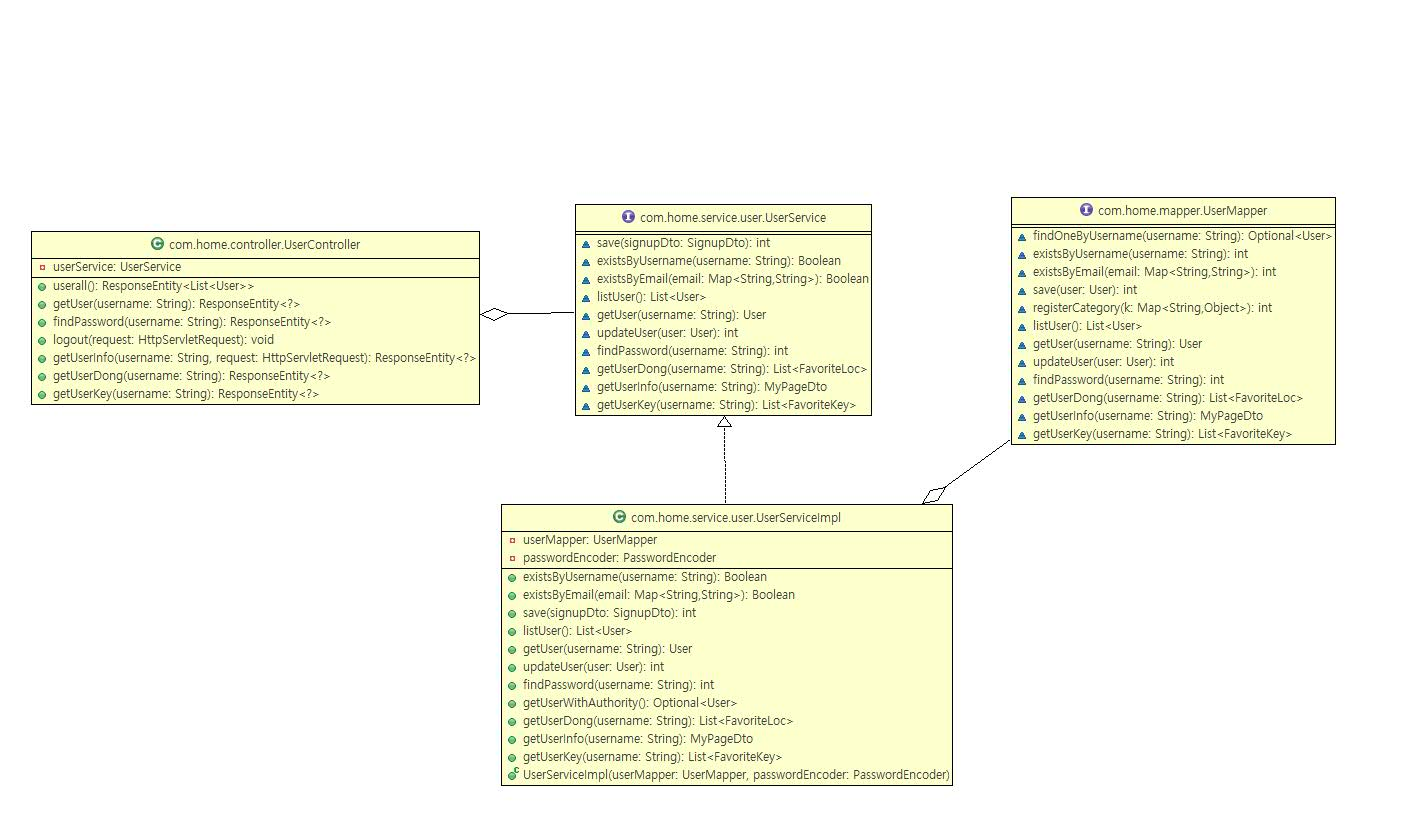 com.home.controller.UserController
userService: UserService
userall(): ResponseEntity<List<User>>
getUser(username: String): ResponseEntity<?>
findPassword(username: String): ResponseEntity<?>
logout(request: HttpServletRequest): void
getUserInfo(username: String, request: HttpServletRequest): ResponseEntity<?>
getUserDong(username: String): ResponseEntity<?>
getUserKey(username: String): ResponseEntity<?>
com.home.service.user.UserService
save(signupDto: SignupDto): int
existsByUsername(username: String): Boolean
existsByEmail(email: Map<String,String>): Boolean
listUser(): List<User>
getUser(username: String): User
updateUser(user: User): int
findPassword(username: String): int
getUserDong(username: String): List<FavoriteLoc>
getUserInfo(username: String): MyPageDto
getUserKey(username: String): List<FavoriteKey>
com.home.mapper.UserMapper
findOneByUsername(username: String): Optional<User>
existsByUsername(username: String): int
existsByEmail(email: Map<String,String>): int
save(user: User): int
registerCategory(k: Map<String,Object>): int
listUser(): List<User>
getUser(username: String): User
updateUser(user: User): int
findPassword(username: String): int
getUserDong(username: String): List<FavoriteLoc>
getUserInfo(username: String): MyPageDto
getUserKey(username: String): List<FavoriteKey>
com.home.service.user.UserServiceImpl
userMapper: UserMapper
passwordEncoder: PasswordEncoder
existsByUsername(username: String): Boolean
existsByEmail(email: Map<String,String>): Boolean
save(signupDto: SignupDto): int
listUser(): List<User>
getUser(username: String): User
updateUser(user: User): int
findPassword(username: String): int
getUserWithAuthority(): Optional<User>
getUserDong(username: String): List<FavoriteLoc>
getUserInfo(username: String): MyPageDto
getUserKey(username: String): List<FavoriteKey>
UserServiceImpl(userMapper: UserMapper, passwordEncoder: PasswordEncoder)